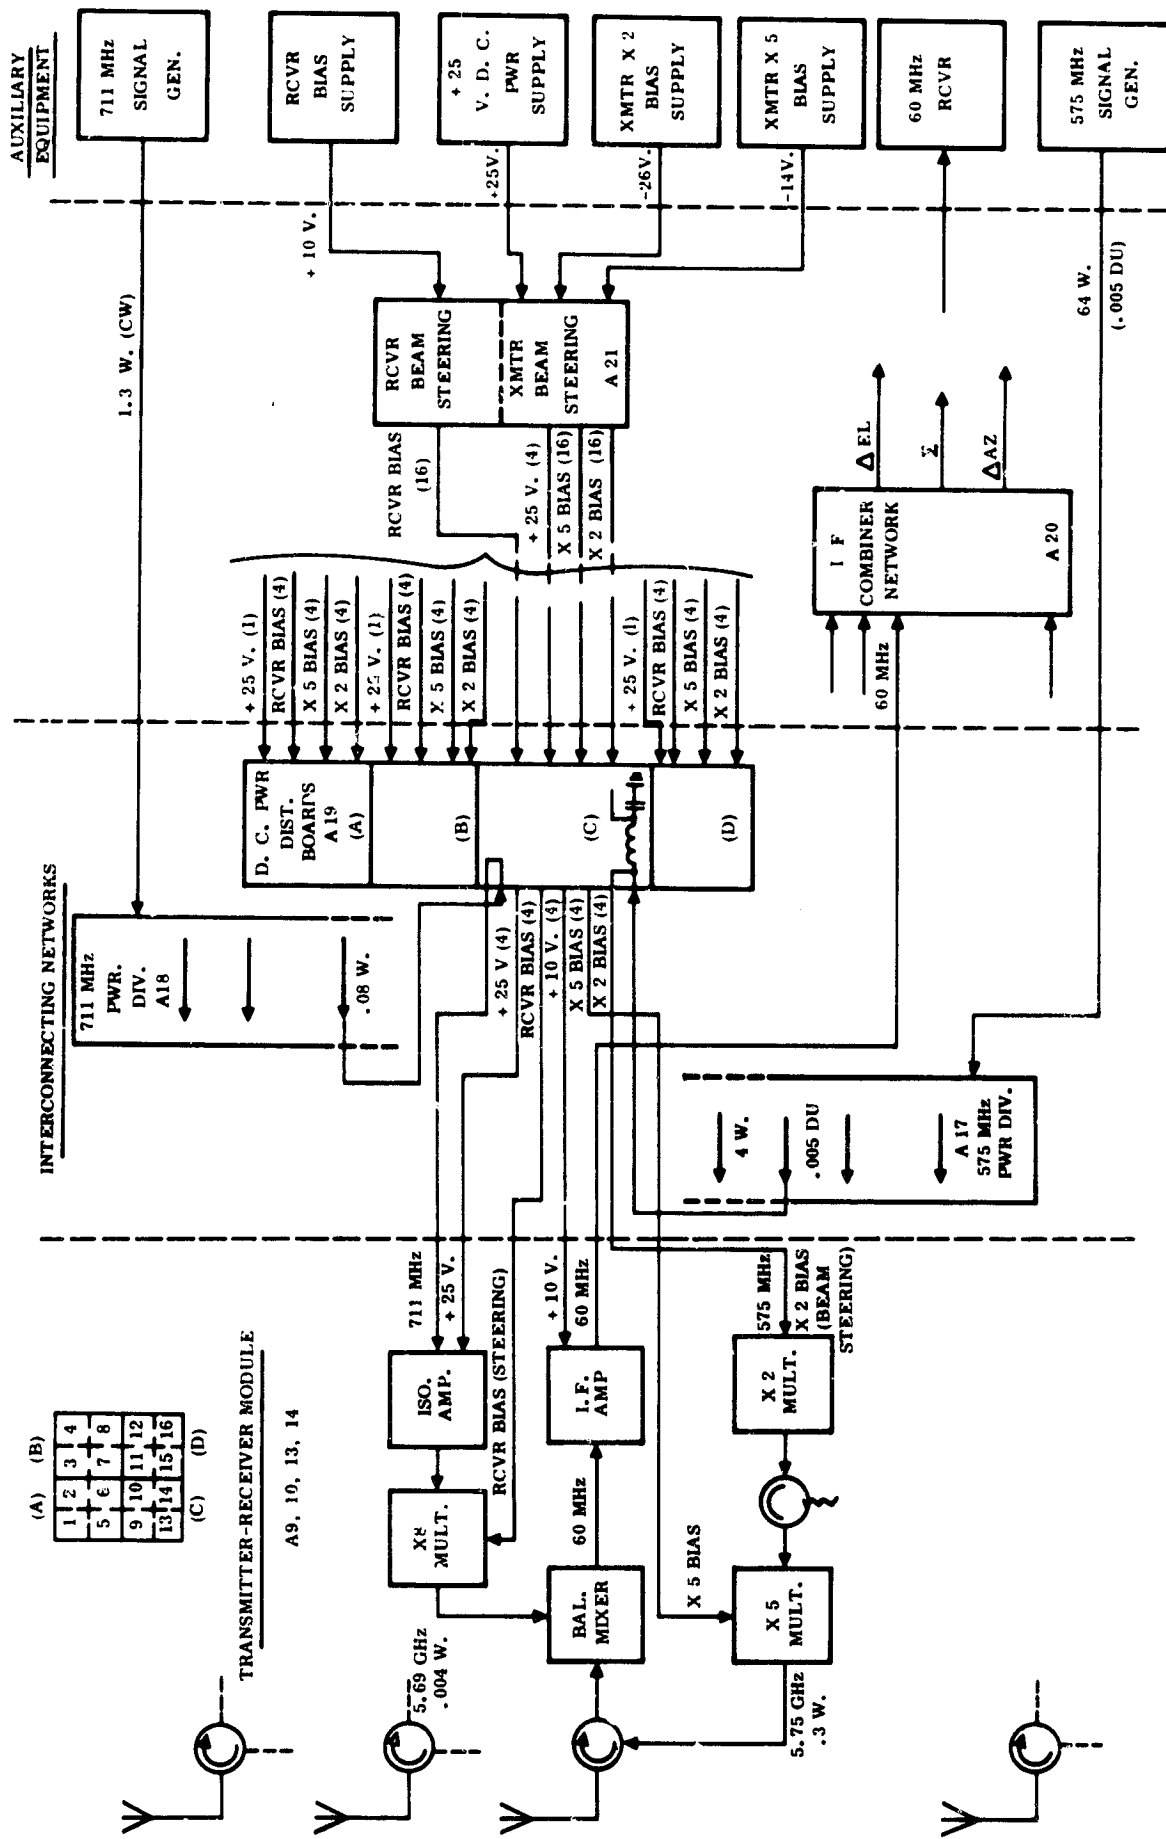 TRANSMITTER-RECEIVER MODULE
A9, 10, 13, 14
(A) (B)
1 2 3 4
5 6 7 8
9 10 11 12
13 14 15 16
(C) (D)
INTERCONNECTING NETWORKS
AUXILIARY
EQUIPMENT
711 MHz
PWR.
DIV.
A18
.08 W.
1.3 W. (CW)
711 MHz
SIGNAL
GEN.
5.69 GHz
.004 W.
X8
MULT.
ISO.
AMP.
711 MHz
+ 25 V.
RCVR BIAS (STEERING)
+ 25 V (4)
RCVR BIAS (4)
+ 10 V. (4)
X 5 BIAS (4)
X 2 BIAS (4)
D. C. PWR
DIST.
BOARDS
A19
(A)
(B)
(C)
(D)
+ 25 V. (1)
RCVR BIAS (4)
X 5 BIAS (4)
X 2 BIAS (4)
+ 25 V. (1)
RCVR BIAS (4)
X 5 BIAS (4)
X 2 BIAS (4)
+ 25 V. (1)
RCVR BIAS (4)
X 5 BIAS (4)
X 2 BIAS (4)
RCVR BIAS
(16)
+ 25 V. (4)
X 5 BIAS (16)
X 2 BIAS (16)
RCVR
BEAM
STEERING
XMTR
BEAM
STEERING
A 21
+ 10 V.
+25V.
-26V.
-14V.
RCVR
BIAS
SUPPLY
+ 25
V. D. C.
PWR
SUPPLY
XMTR X 2
BIAS
SUPPLY
XMTR X 5
BIAS
SUPPLY
BAL.
MIXER
60 MHz
I.F.
AMP
+ 10 V.
60 MHz
60 MHz
I F
COMBINER
NETWORK
A 20
Δ EL
Σ
Δ AZ
60 MHz
RCVR
5.75 GHz
.3 W.
X 5
MULT.
X 5 BIAS
X 2
MULT.
575 MHz
X 2 BIAS
(BEAM
STEERING)
4 W.
.005 DU
A 17
575 MHz
PWR DIV.
64 W.
(.005 DU)
575 MHz
SIGNAL
GEN.